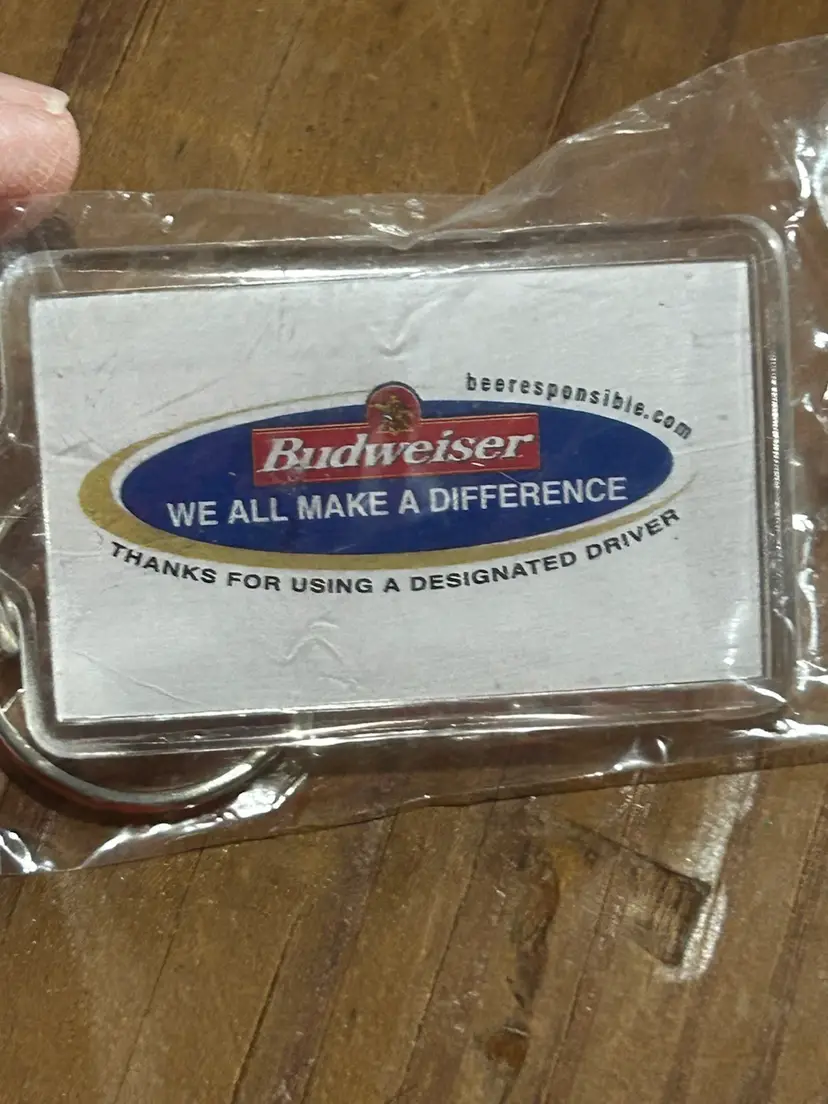 beeresponsible.com
Budweiser
WE ALL MAKE A DIFFERENCE
THANKS FOR USING A DESIGNATED DRIVER